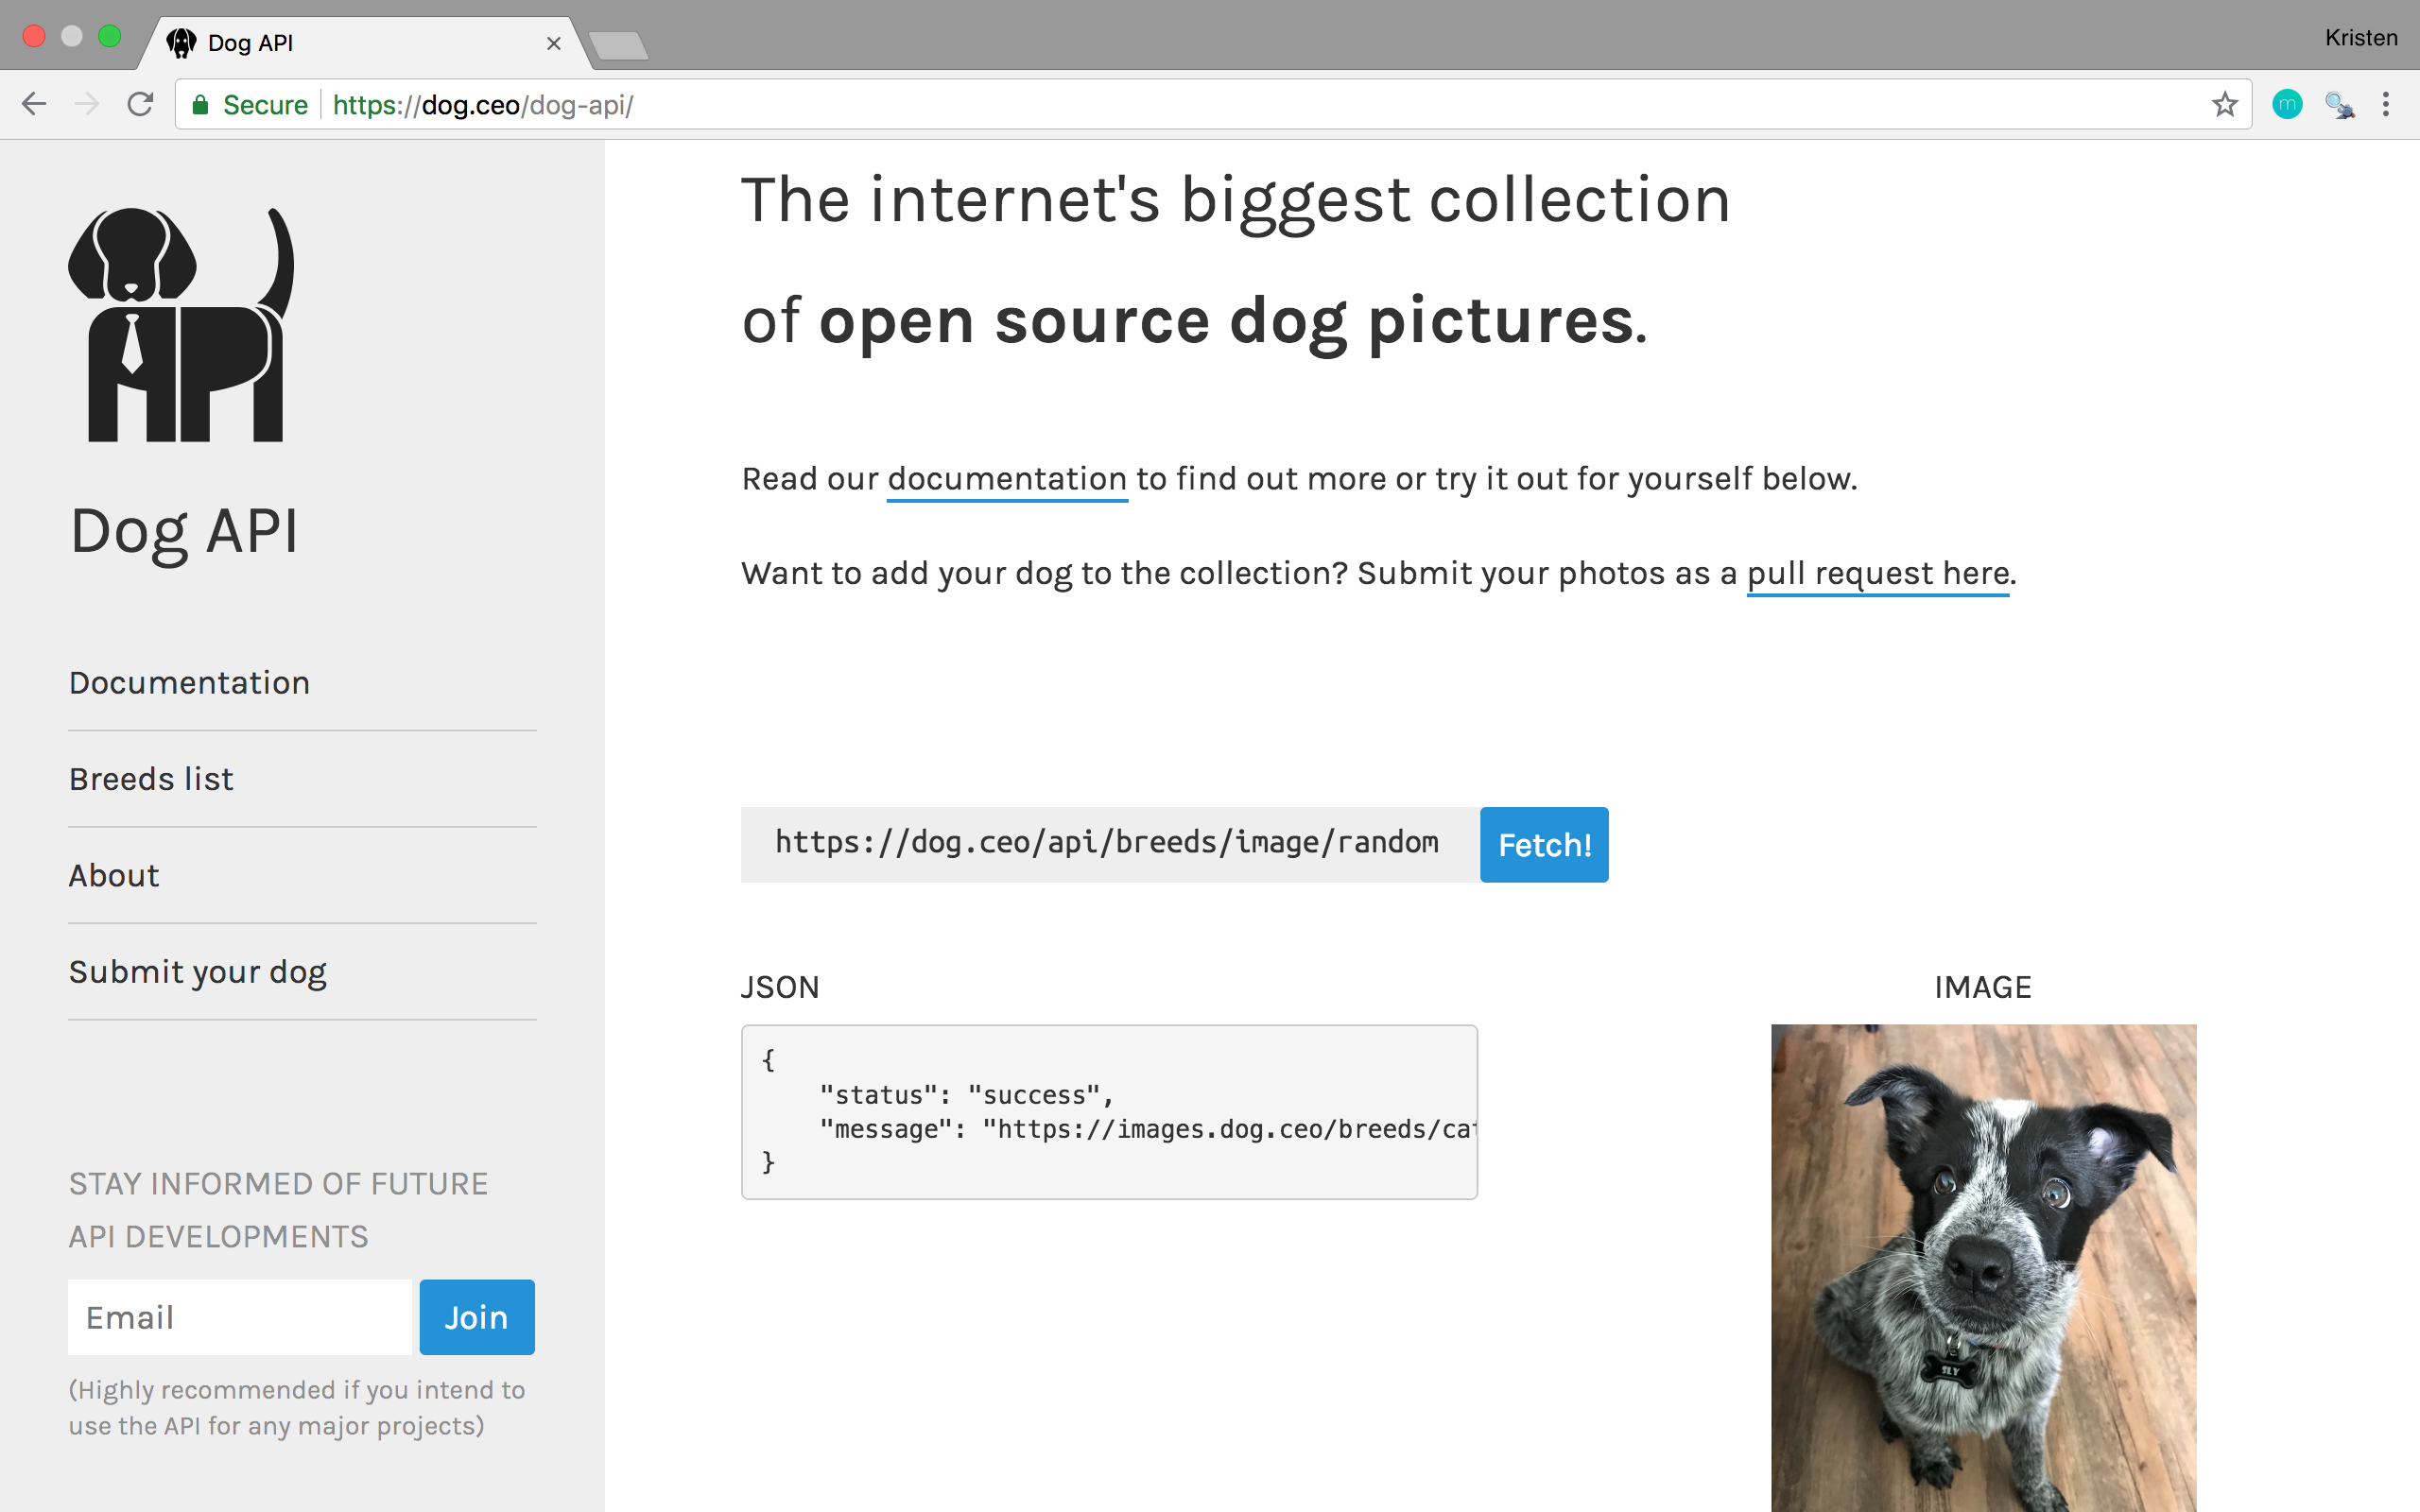 Dog API
Kristen
Secure
https://dog.ceo/dog-api/
m
Dog API
Documentation
Breeds list
About
Submit your dog
STAY INFORMED OF FUTURE
API DEVELOPMENTS
Email
Join
(Highly recommended if you intend to
use the API for any major projects)
The internet's biggest collection
of open source dog pictures.
Read our documentation to find out more or try it out for yourself below.
Want to add your dog to the collection? Submit your photos as a pull request here.
https://dog.ceo/api/breeds/image/random
Fetch!
JSON
{
"status": "success",
"message": "https://images.dog.ceo/breeds/cat
}
IMAGE
SLY